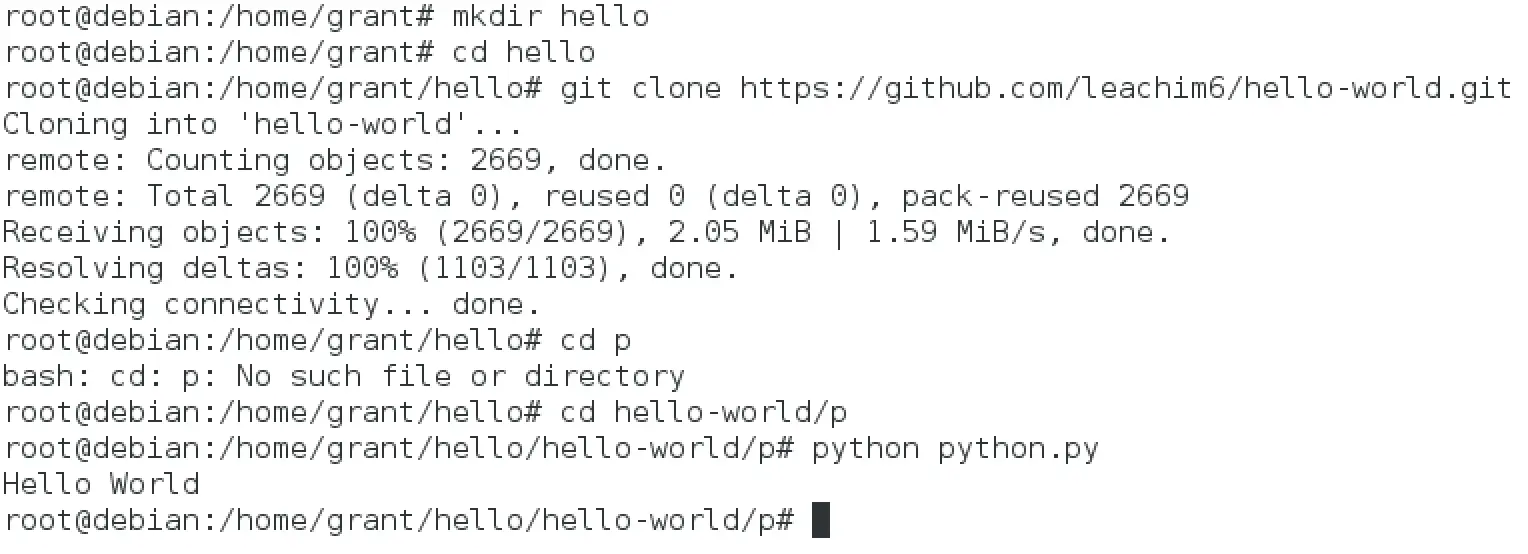 root@debian:/home/grant# mkdir hello
root@debian:/home/grant# cd hello
root@debian:/home/grant/hello# git clone https://github.com/leachim6/hello-world.git
Cloning into 'hello-world'...
remote: Counting objects: 2669, done.
remote: Total 2669 (delta 0), reused 0 (delta 0), pack-reused 2669
Receiving objects: 100% (2669/2669), 2.05 MiB | 1.59 MiB/s, done.
Resolving deltas: 100% (1103/1103), done.
Checking connectivity... done.
root@debian:/home/grant/hello# cd p
bash: cd: p: No such file or directory
root@debian:/home/grant/hello# cd hello-world/p
root@debian:/home/grant/hello/hello-world/p# python python.py
Hello World
root@debian:/home/grant/hello/hello-world/p#